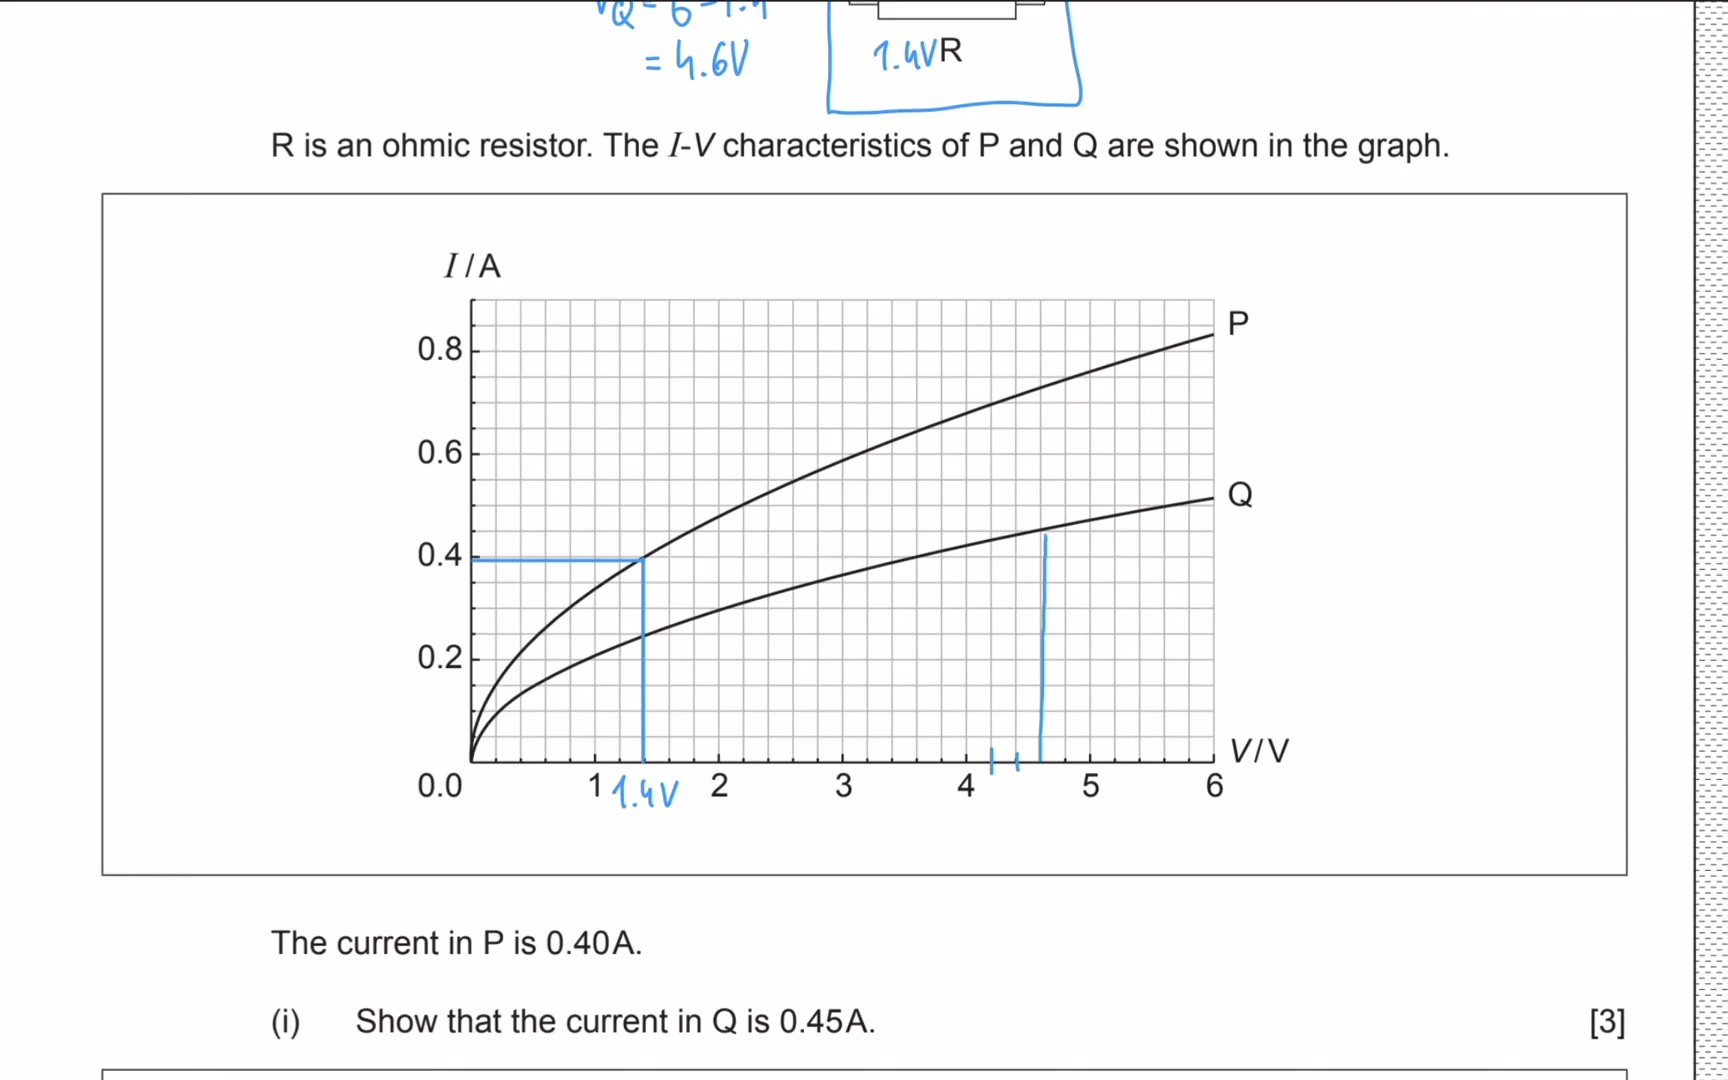 = 4.6V
1.4V R
R is an ohmic resistor. The I-V characteristics of P and Q are shown in the graph.
I / A
P
0.8
0.6
Q
0.4
0.2
V/V
0.0 1 1.4V 2 3 4 5 6
The current in P is 0.40A.
(i) Show that the current in Q is 0.45A. [3]